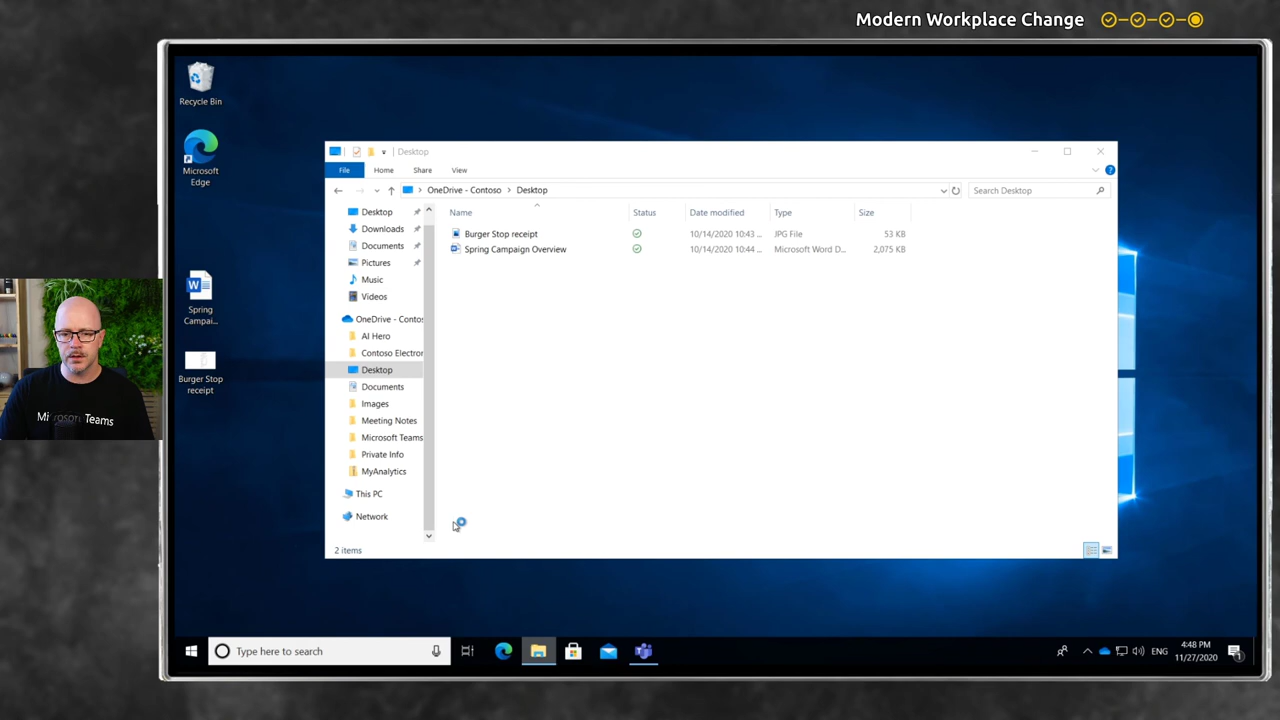 Modern Workplace Change
Recycle Bin
Microsoft
Edge
Spring
Campai...
Burger Stop
receipt
Microsoft Teams
Desktop
File
Home
Share
View
OneDrive - Contoso
Desktop
Search Desktop
Name
Status
Date modified
Type
Size
Burger Stop receipt
10/14/2020 10:43 ...
JPG File
53 KB
Spring Campaign Overview
10/14/2020 10:44 ...
Microsoft Word D...
2,075 KB
Desktop
Downloads
Documents
Pictures
Music
Videos
OneDrive - Contos
AI Hero
Contoso Electror
Desktop
Documents
Images
Meeting Notes
Microsoft Teams
Private Info
MyAnalytics
This PC
Network
2 items
Type here to search
ENG
4:48 PM
11/27/2020
1